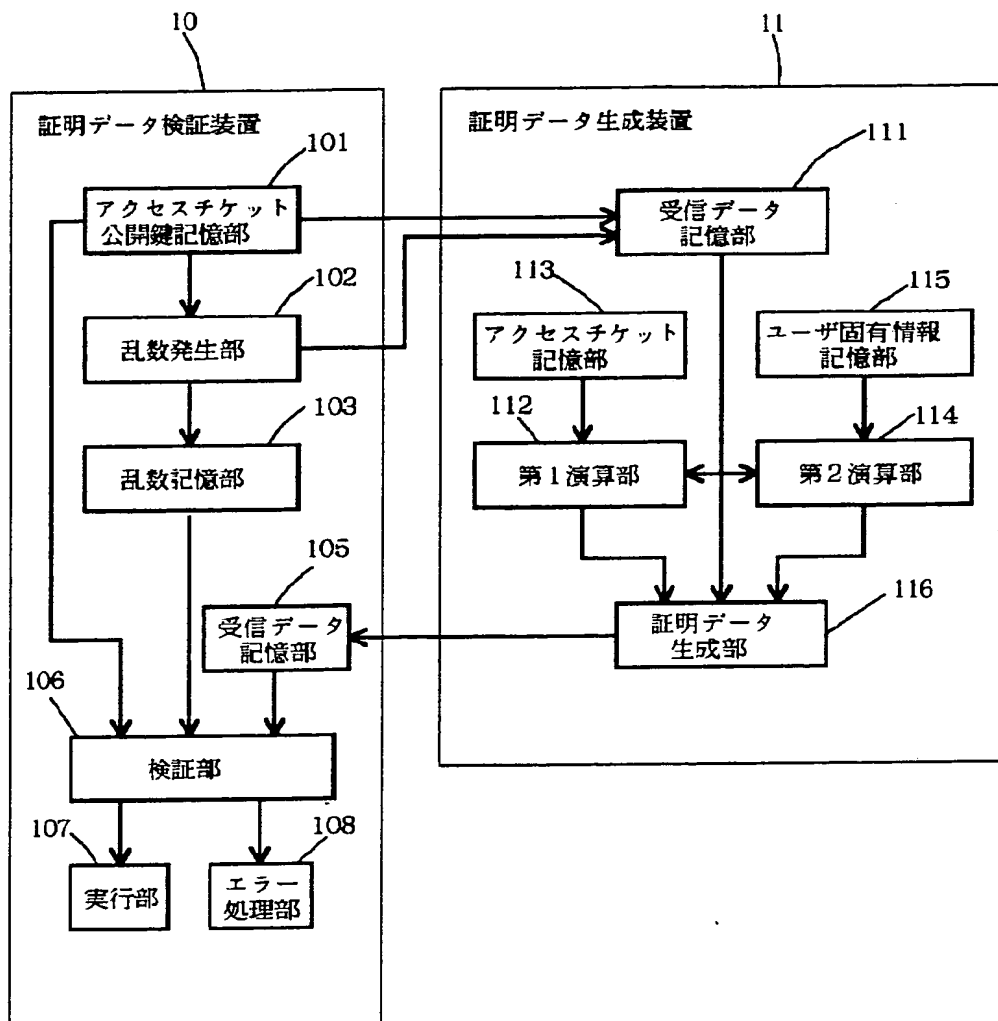 10
証明データ検証装置
101
アクセスチケット
公開鍵記憶部
102
乱数発生部
103
乱数記憶部
105
受信データ
記憶部
106
検証部
107
実行部
108
エラー
処理部
11
証明データ生成装置
111
受信データ
記憶部
113
アクセスチケット
記憶部
115
ユーザ固有情報
記憶部
112
第1演算部
114
第2演算部
116
証明データ
生成部